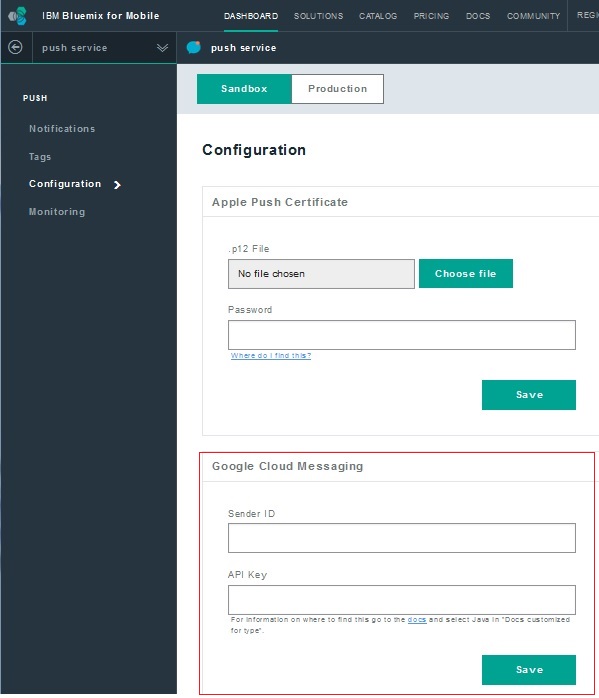 IBM Bluemix for Mobile
DASHBOARD SOLUTIONS CATALOG PRICING DOCS COMMUNITY REGI
push service
push service
PUSH
Notifications
Tags
Configuration
Monitoring
Sandbox Production
Configuration
Apple Push Certificate
.p12 File
No file chosen Choose file
Password
Where do I find this?
Save
Google Cloud Messaging
Sender ID
API Key
For information on where to find this go to the docs and select Java in "Docs customized
for type".
Save